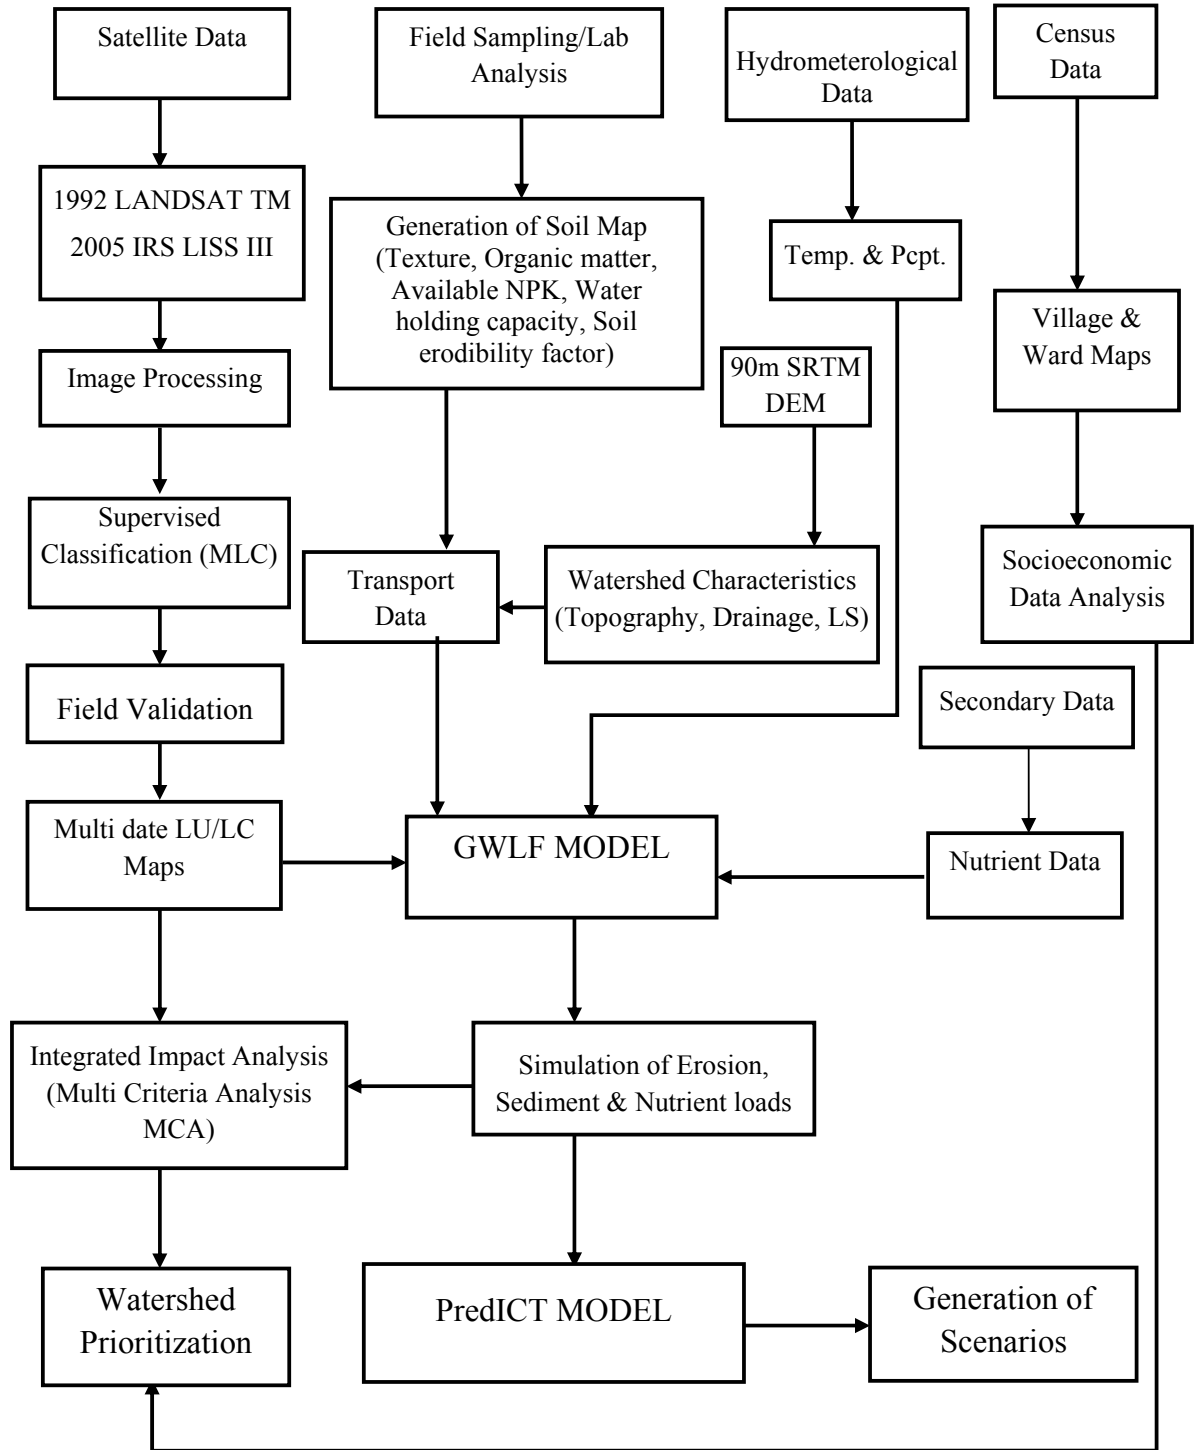 Satellite Data
Field Sampling/Lab
Analysis
Hydrometerological
Data
Census
Data
1992 LANDSAT TM
2005 IRS LISS III
Generation of Soil Map
(Texture, Organic matter,
Available NPK, Water
holding capacity, Soil
erodibility factor)
Temp. & Pcpt.
Village &
Ward Maps
Image Processing
90m SRTM
DEM
Supervised
Classification (MLC)
Transport
Data
Watershed Characteristics
(Topography, Drainage, LS)
Socioeconomic
Data Analysis
Field Validation
Secondary Data
Multi date LU/LC
Maps
GWLF MODEL
Nutrient Data
Integrated Impact Analysis
(Multi Criteria Analysis
MCA)
Simulation of Erosion,
Sediment & Nutrient loads
Watershed
Prioritization
PredICT MODEL
Generation of
Scenarios